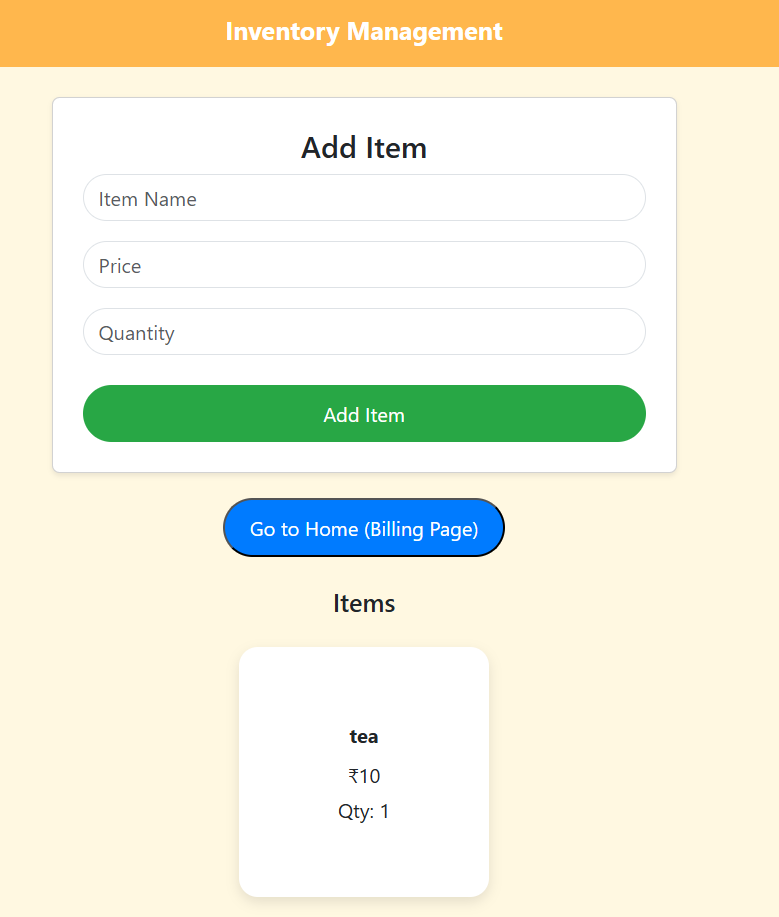 Inventory Management
Add Item
Item Name
Price
Quantity
Add Item
Go to Home (Billing Page)
Items
tea
₹10
Qty: 1